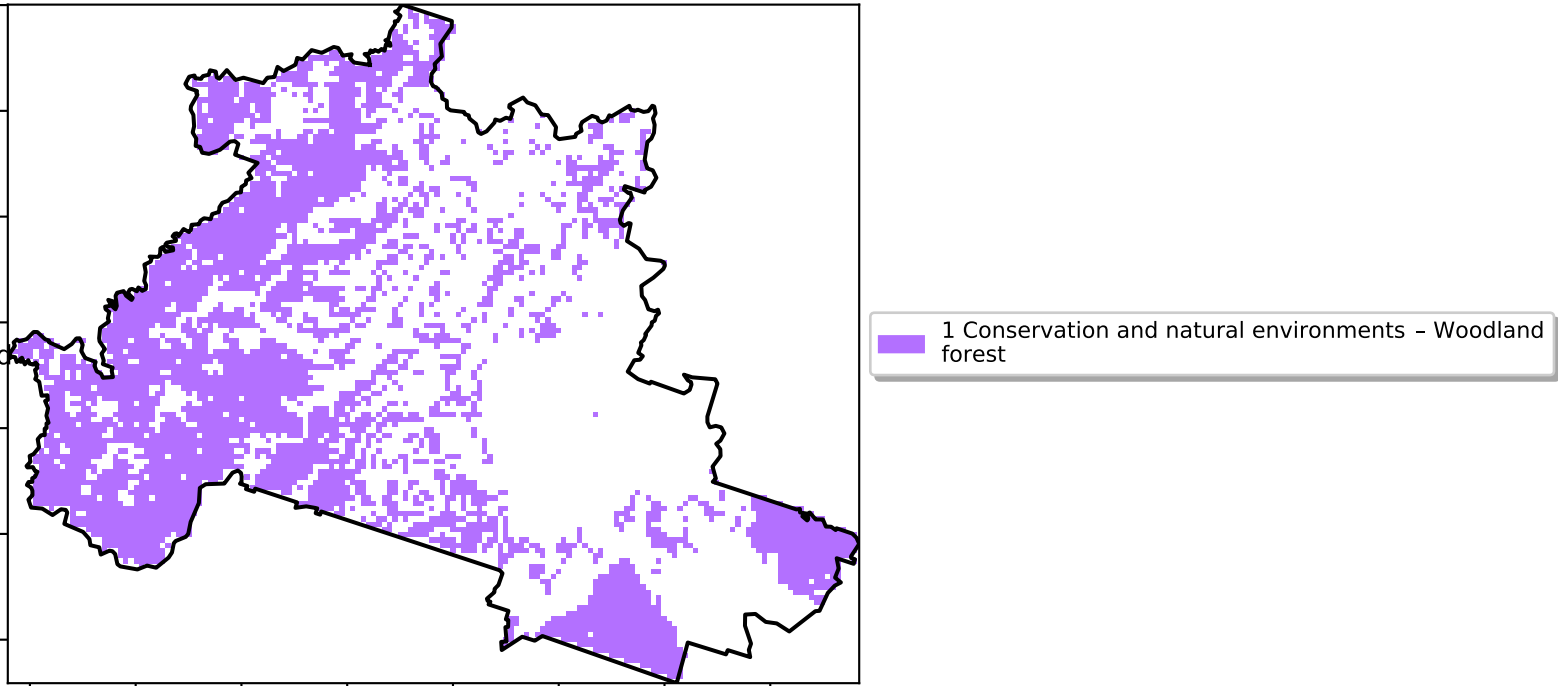 1 Conservation and natural environments – Woodland
forest